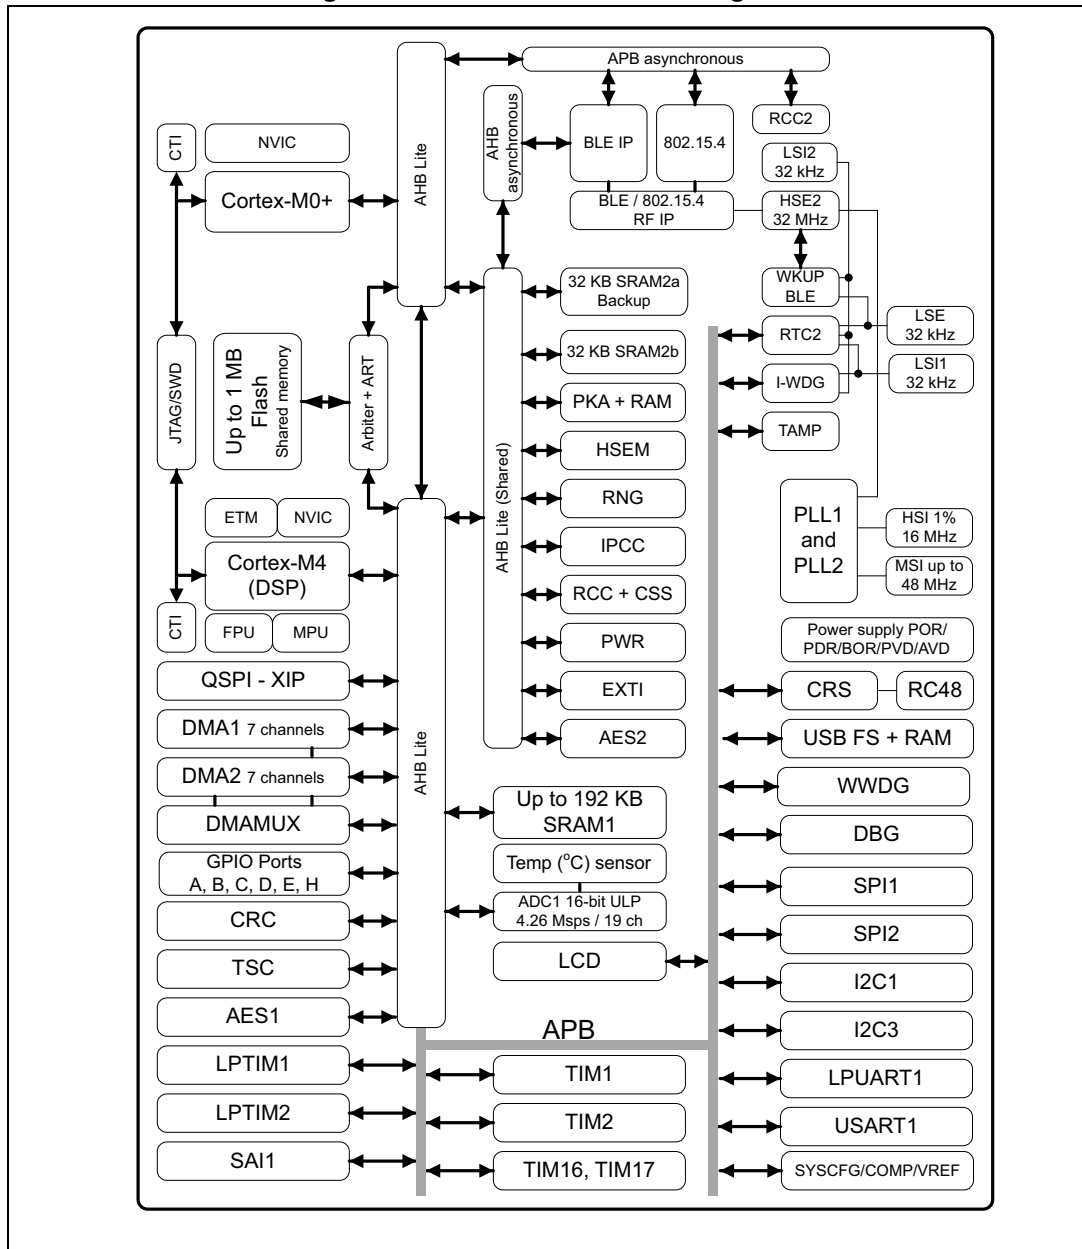 APB asynchronous
AHB Lite
AHB
asynchronous
BLE IP
802.15.4
RCC2
CTI
NVIC
LSI2
32 kHz
Cortex-M0+
BLE / 802.15.4
RF IP
HSE2
32 MHz
32 KB SRAM2a
Backup
WKUP
BLE
LSE
32 kHz
RTC2
32 KB SRAM2b
LSI1
32 kHz
I-WDG
JTAG/SWD
Up to 1 MB
Flash
Shared memory
Arbiter + ART
AHB Lite (Shared)
PKA + RAM
TAMP
HSEM
RNG
IPCC
RCC + CSS
PWR
EXTI
AES2
PLL1
and
PLL2
HSI 1%
16 MHz
MSI up to
48 MHz
ETM
NVIC
Cortex-M4
(DSP)
CTI
FPU
MPU
Power supply POR/
PDR/BOR/PVD/AVD
QSPI - XIP
CRS
RC48
DMA1 7 channels
USB FS + RAM
DMA2 7 channels
AHB Lite
WWDG
DMAMUX
Up to 192 KB
SRAM1
DBG
GPIO Ports
A, B, C, D, E, H
Temp (°C) sensor
SPI1
CRC
ADC1 16-bit ULP
4.26 Msps / 19 ch
SPI2
TSC
LCD
I2C1
AES1
APB
I2C3
LPTIM1
TIM1
LPUART1
LPTIM2
TIM2
USART1
SAI1
TIM16, TIM17
SYSCFG/COMP/VREF